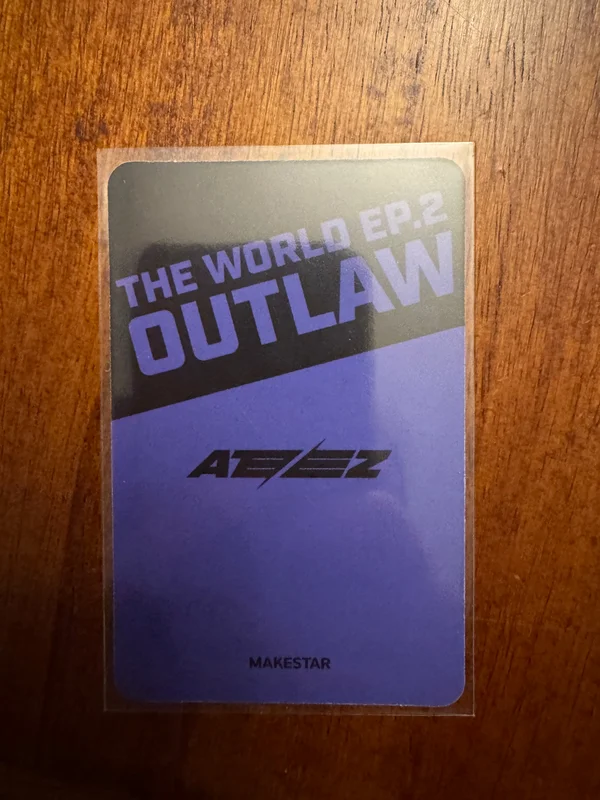 THE WORLD EP.2
OUTLAW
ATEEZ
MAKESTAR